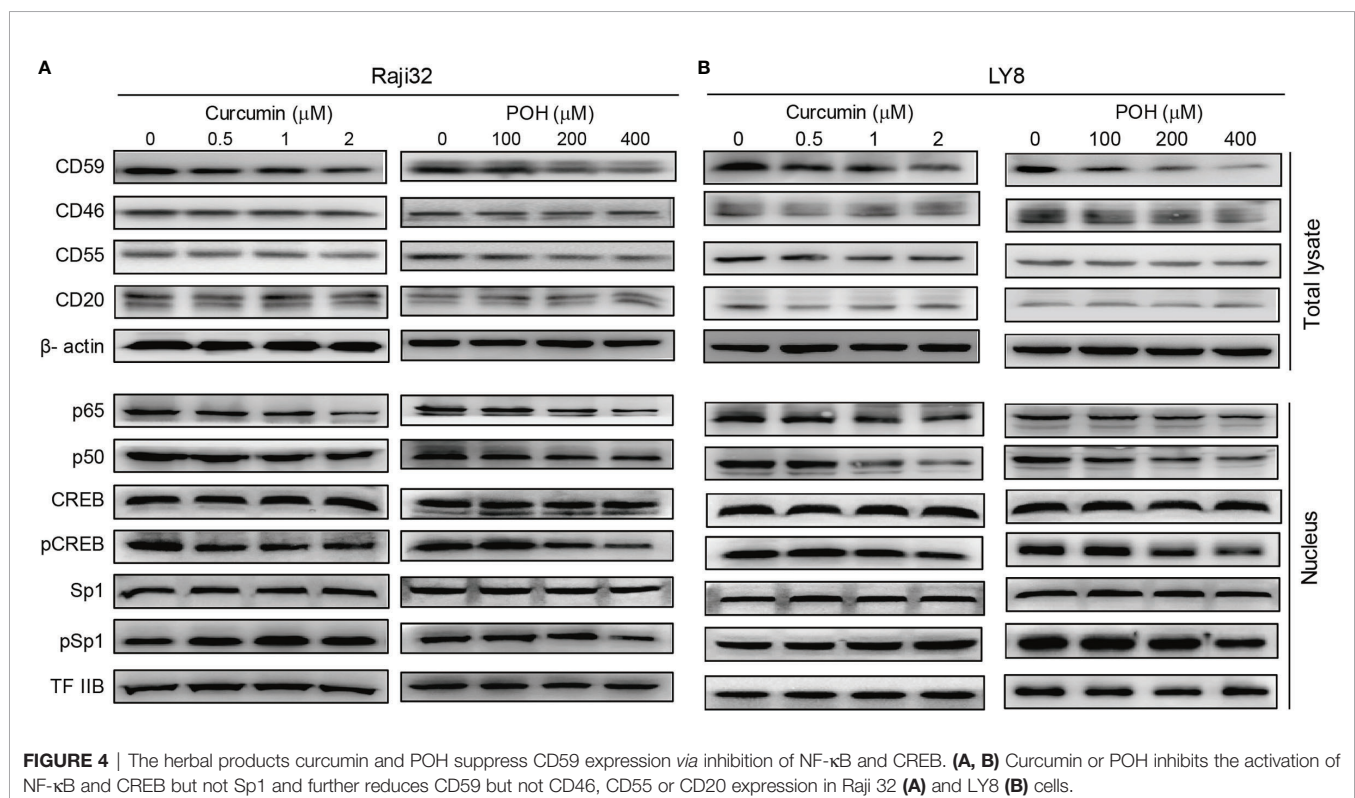 A
Raji32
B
LY8
Curcumin (μM)
POH (μM)
Curcumin (μM)
POH (μM)
0 0.5 1 2
0 100 200 400
0 0.5 1 2
0 100 200 400
CD59
CD46
CD55
CD20
β- actin
Total lysate
p65
p50
CREB
pCREB
Sp1
pSp1
TF IIB
Nucleus
FIGURE 4 | The herbal products curcumin and POH suppress CD59 expression via inhibition of NF-κB and CREB. (A, B) Curcumin or POH inhibits the activation of
NF-κB and CREB but not Sp1 and further reduces CD59 but not CD46, CD55 or CD20 expression in Raji 32 (A) and LY8 (B) cells.